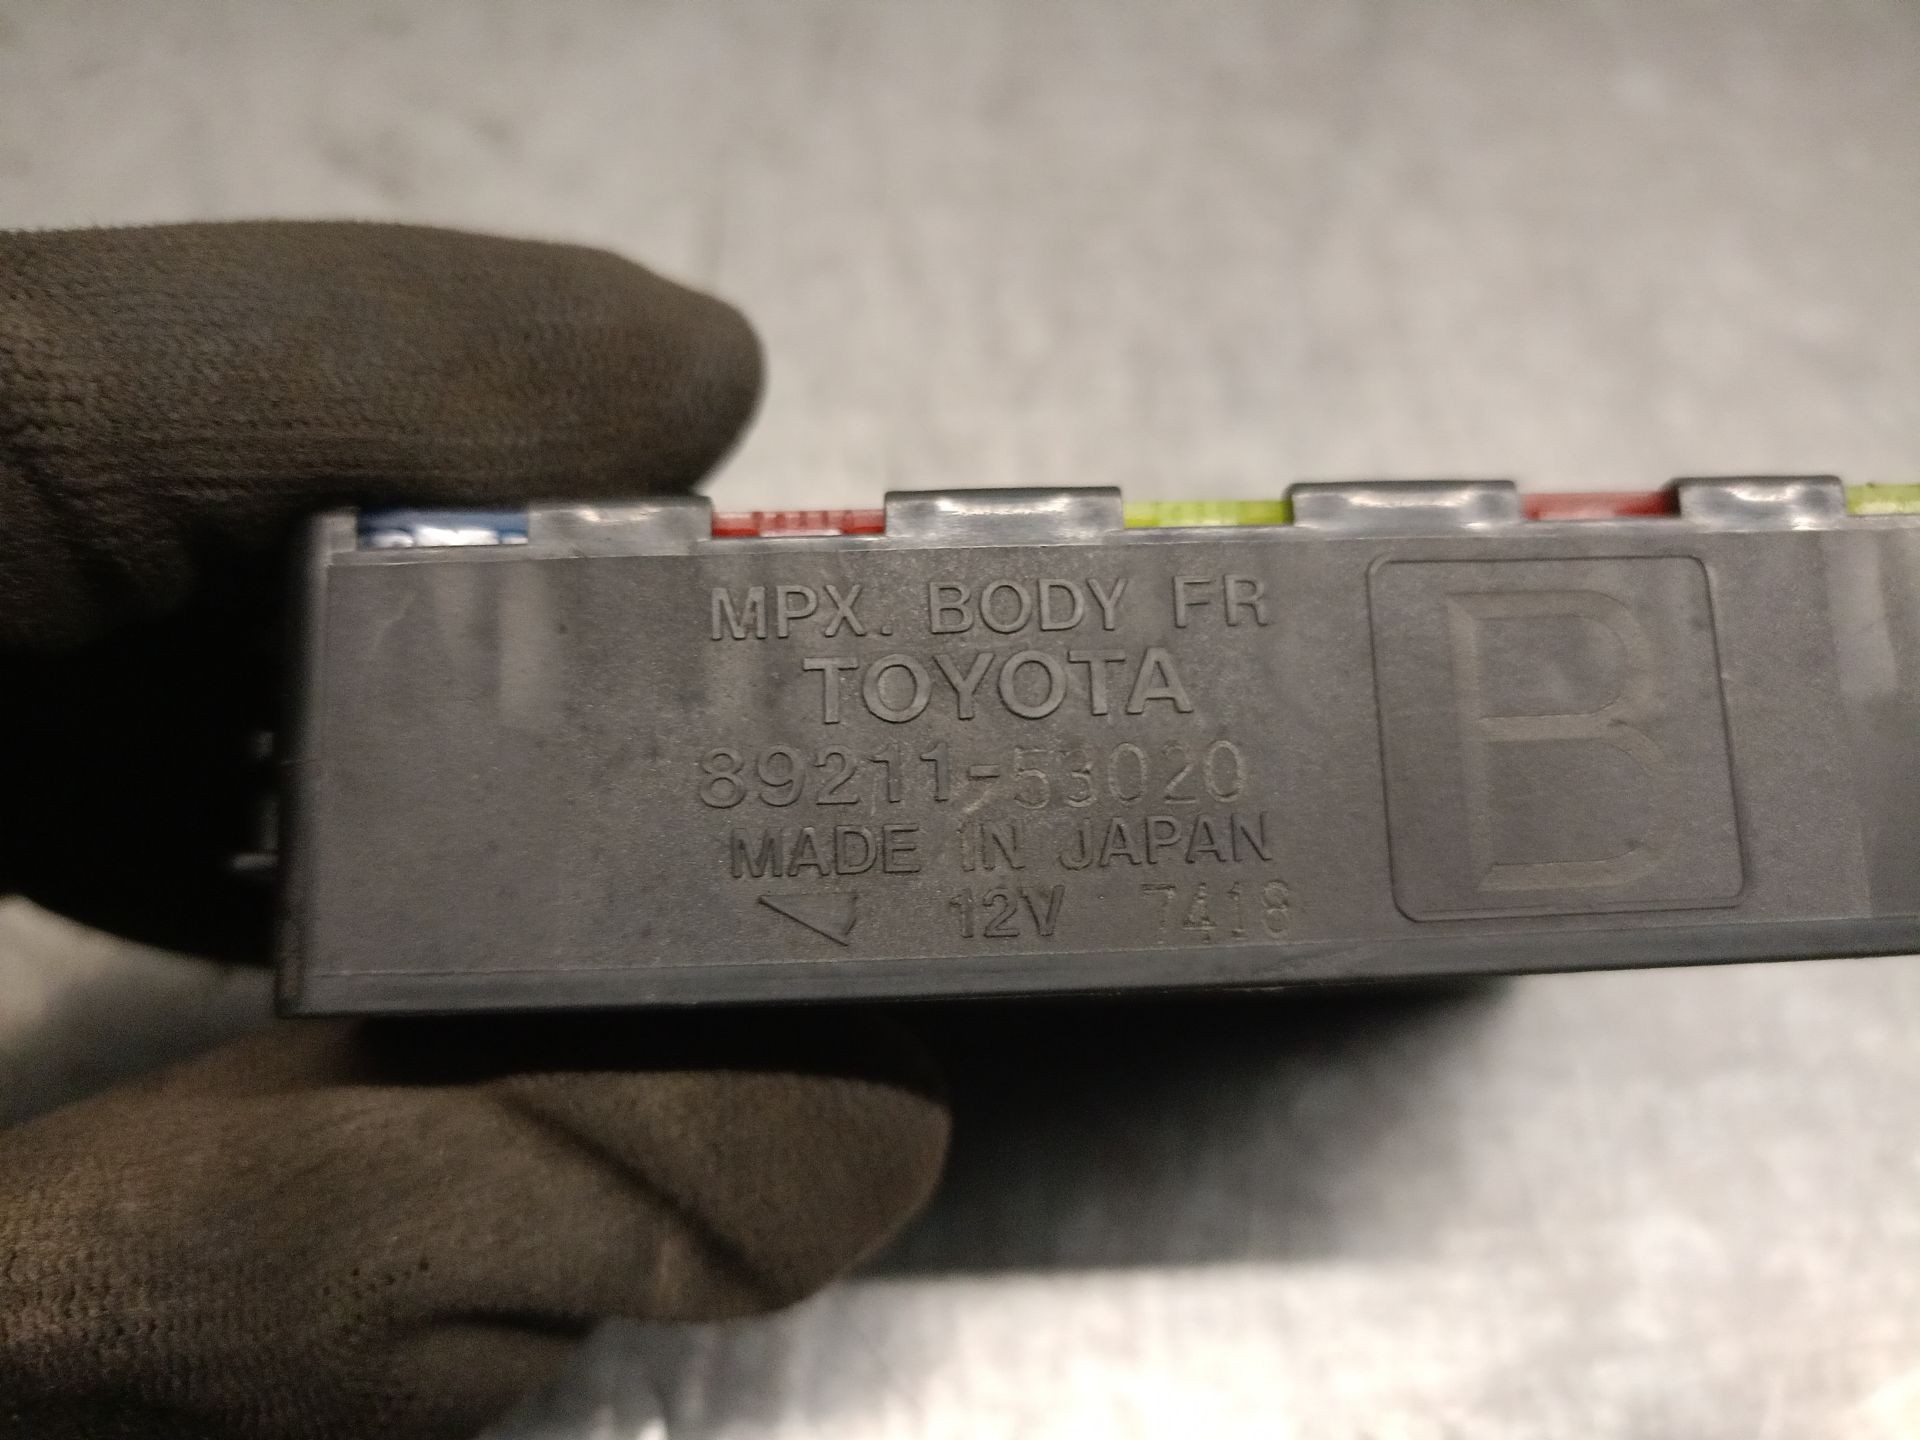 MPX. BODY FR
TOYOTA
89211-53020
MADE IN JAPAN
12V 7418
B